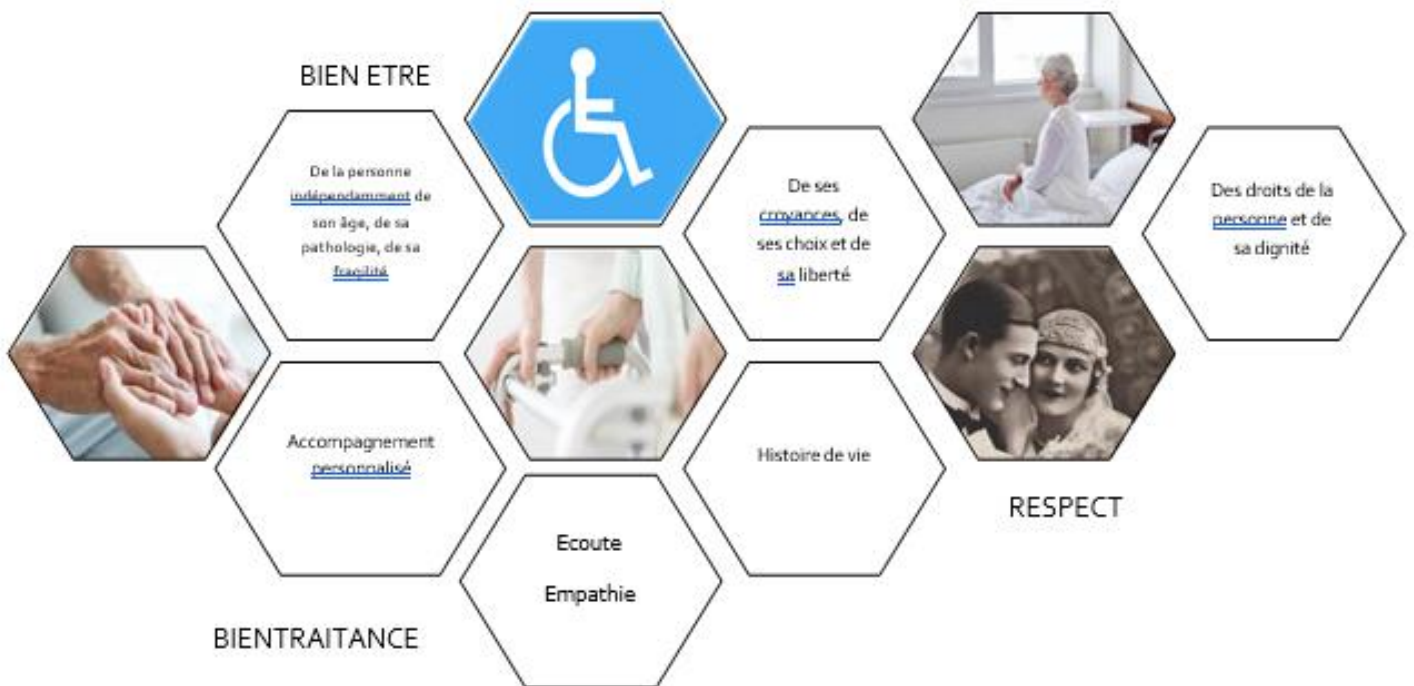 BIEN ETRE
De la personne
indépendamment de
son âge, de sa
pathologie, de sa
fragilité
De ses
croyances, de
ses choix et de
sa liberté
Des droits de la
personne et de
sa dignité
Accompagnement
personnalisé
Histoire de vie
RESPECT
Ecoute
Empathie
BIENTRAITANCE